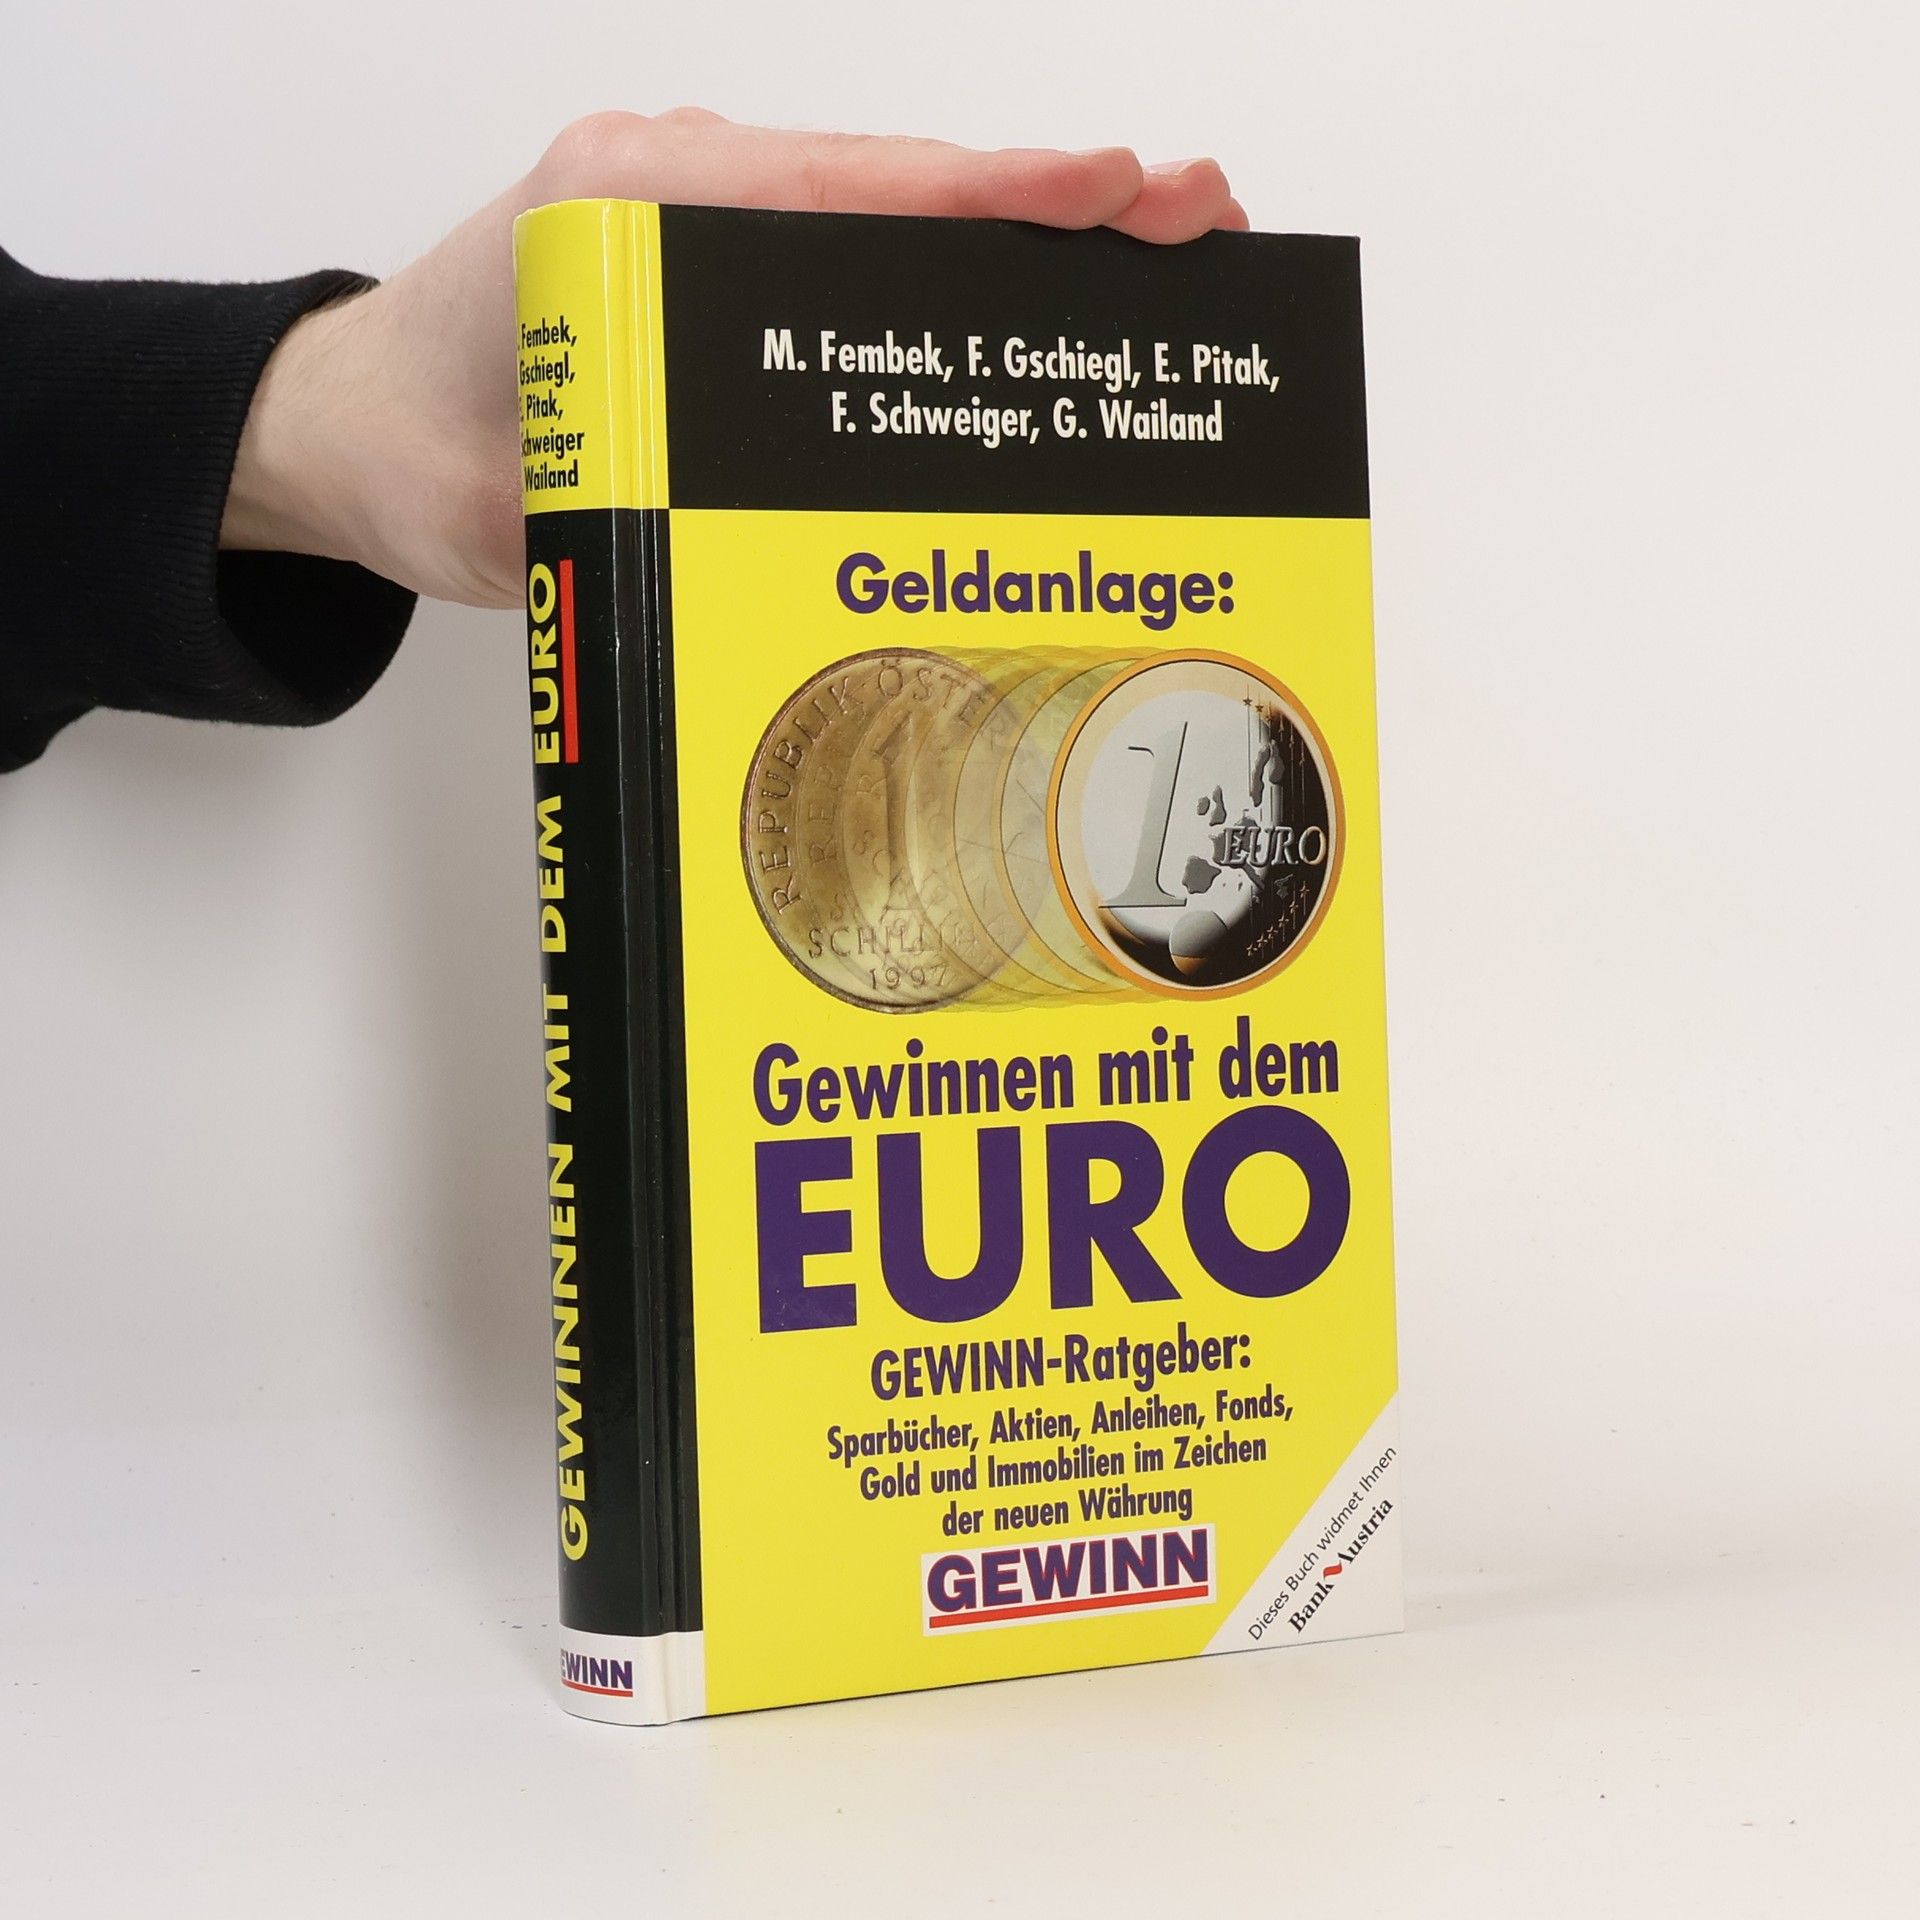 M. Fembek, F. Gschiegl, E. Pitak,
F. Schweiger, G. Wailand
Geldanlage:
REPUBLIK ÖSTER
SCHILLING
1997
1
EURO
Gewinnen mit dem
EURO
GEWINN-Ratgeber:
Sparbücher, Aktien, Anleihen, Fonds,
Gold und Immobilien im Zeichen
der neuen Währung
GEWINN
Dieses Buch widmet Ihnen
Bank Austria
Fembek,
Gschiegl,
E. Pitak,
Schweiger
Wailand
GEWINNEN MIT DEM EURO
EWINN